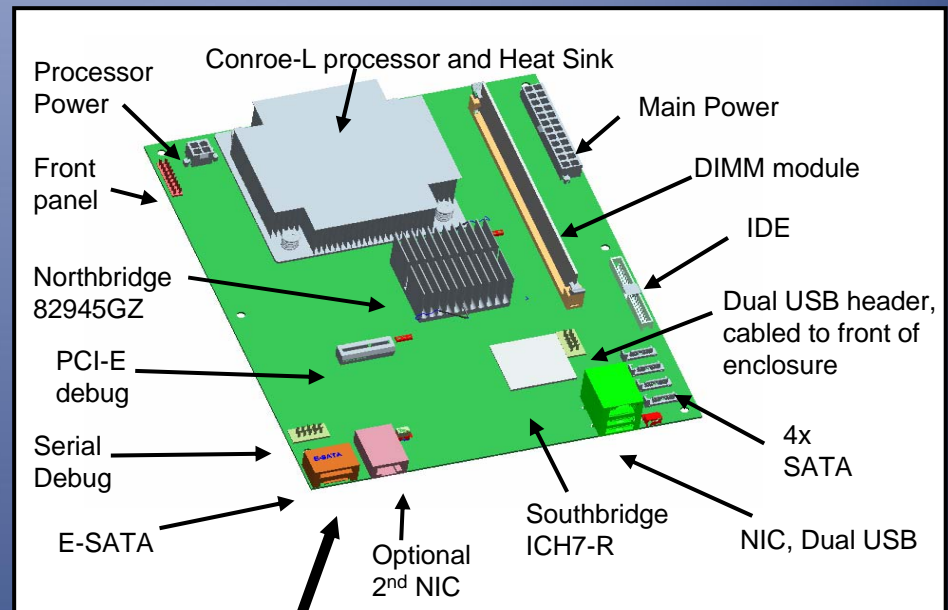 Conroe-L processor and Heat Sink
Processor
Power
Main Power
Front
panel
DIMM module
IDE
Northbridge
82945GZ
Dual USB header,
cabled to front of
enclosure
PCI-E
debug
Serial
Debug
E-SATA
4x
SATA
E-SATA
Optional
2nd NIC
Southbridge
ICH7-R
NIC, Dual USB